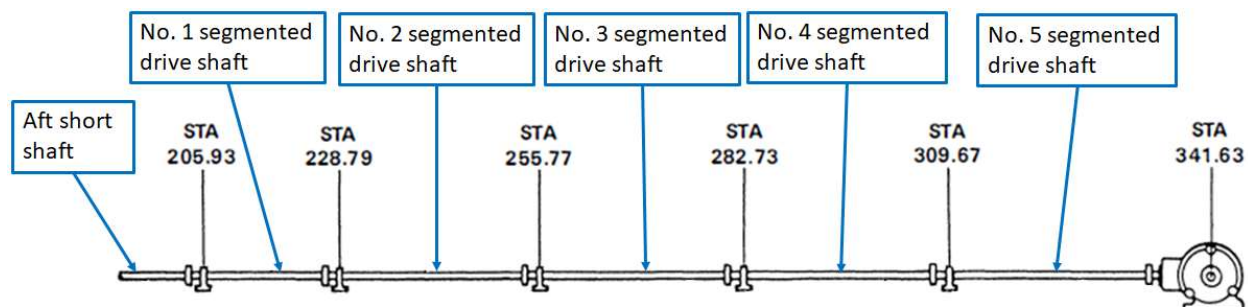 No. 1 segmented
drive shaft
No. 2 segmented
drive shaft
No. 3 segmented
drive shaft
No. 4 segmented
drive shaft
No. 5 segmented
drive shaft
Aft short
shaft
STA
205.93
STA
228.79
STA
255.77
STA
282.73
STA
309.67
STA
341.63